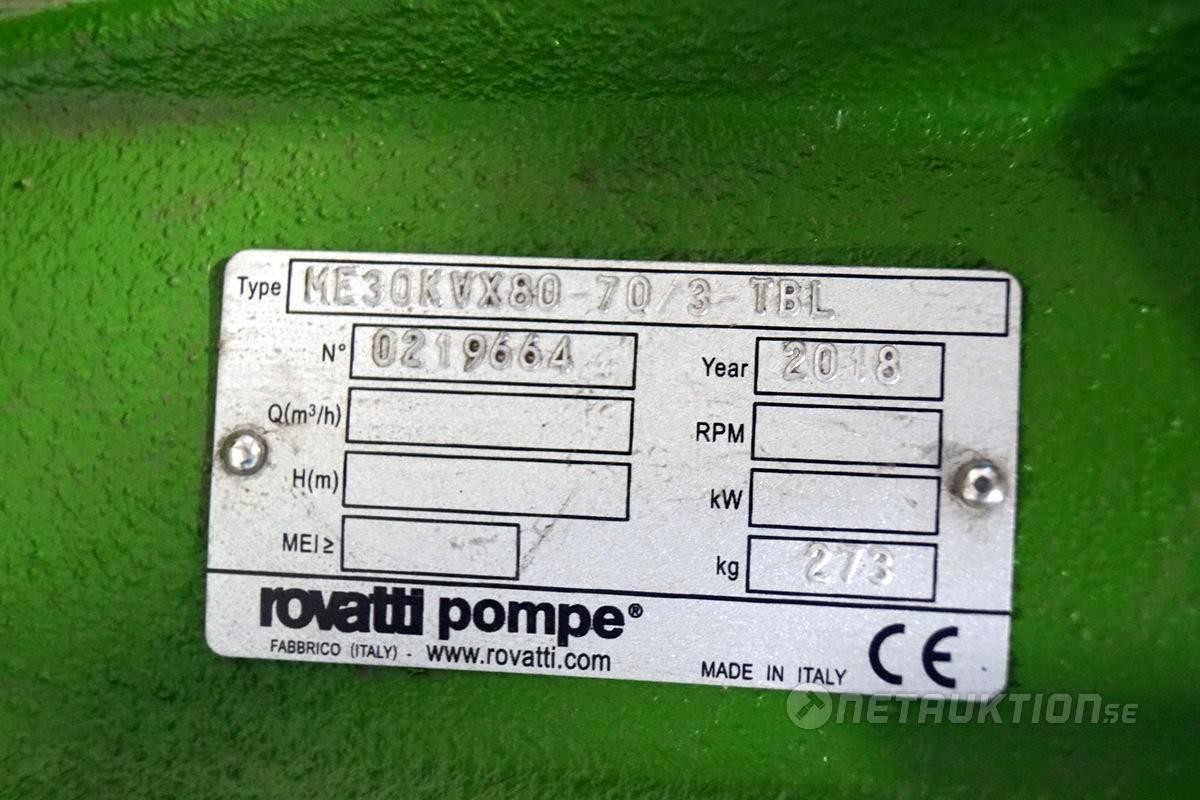 Type ME30KVX80-70/3-TBL
N° 0219664 Year 2018
Q(m³/h) RPM
H(m) kW
MEI≥ kg 273
rovatti pompe®
FABBRICO (ITALY) - www.rovatti.com MADE IN ITALY CE
NETAUKTION.SE